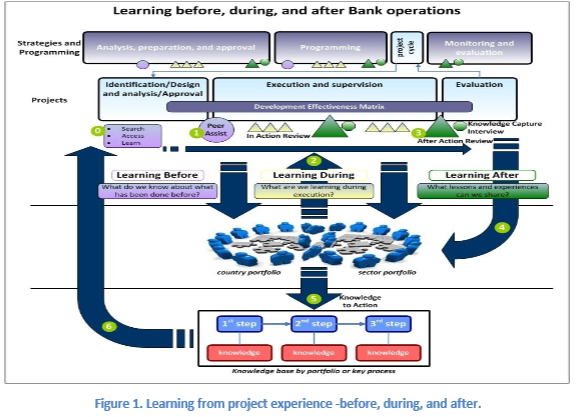 Learning before, during, and after Bank operations
Strategies and
Programming
Analysis, preparation, and approval
Programming
project
cycle
Monitoring and
evaluation
Projects
Identification/Design
and analysis/Approval
Execution and supervision
Evaluation
Development Effectiveness Matrix
0
• Search
• Access
• Learn
1
Peer
Assist
In Action Review
2
3
Knowledge Capture
Interview
After Action Review
Learning Before
What do we know about what
has been done before?
Learning During
What are we learning during
execution?
Learning After
What lessons and experiences
can we share?
4
country portfolio
sector portfolio
5
Knowledge
to Action
6
1st step
2nd step
3rd step
knowledge
knowledge
knowledge
Knowledge base by portfolio or key process
Figure 1. Learning from project experience -before, during, and after.